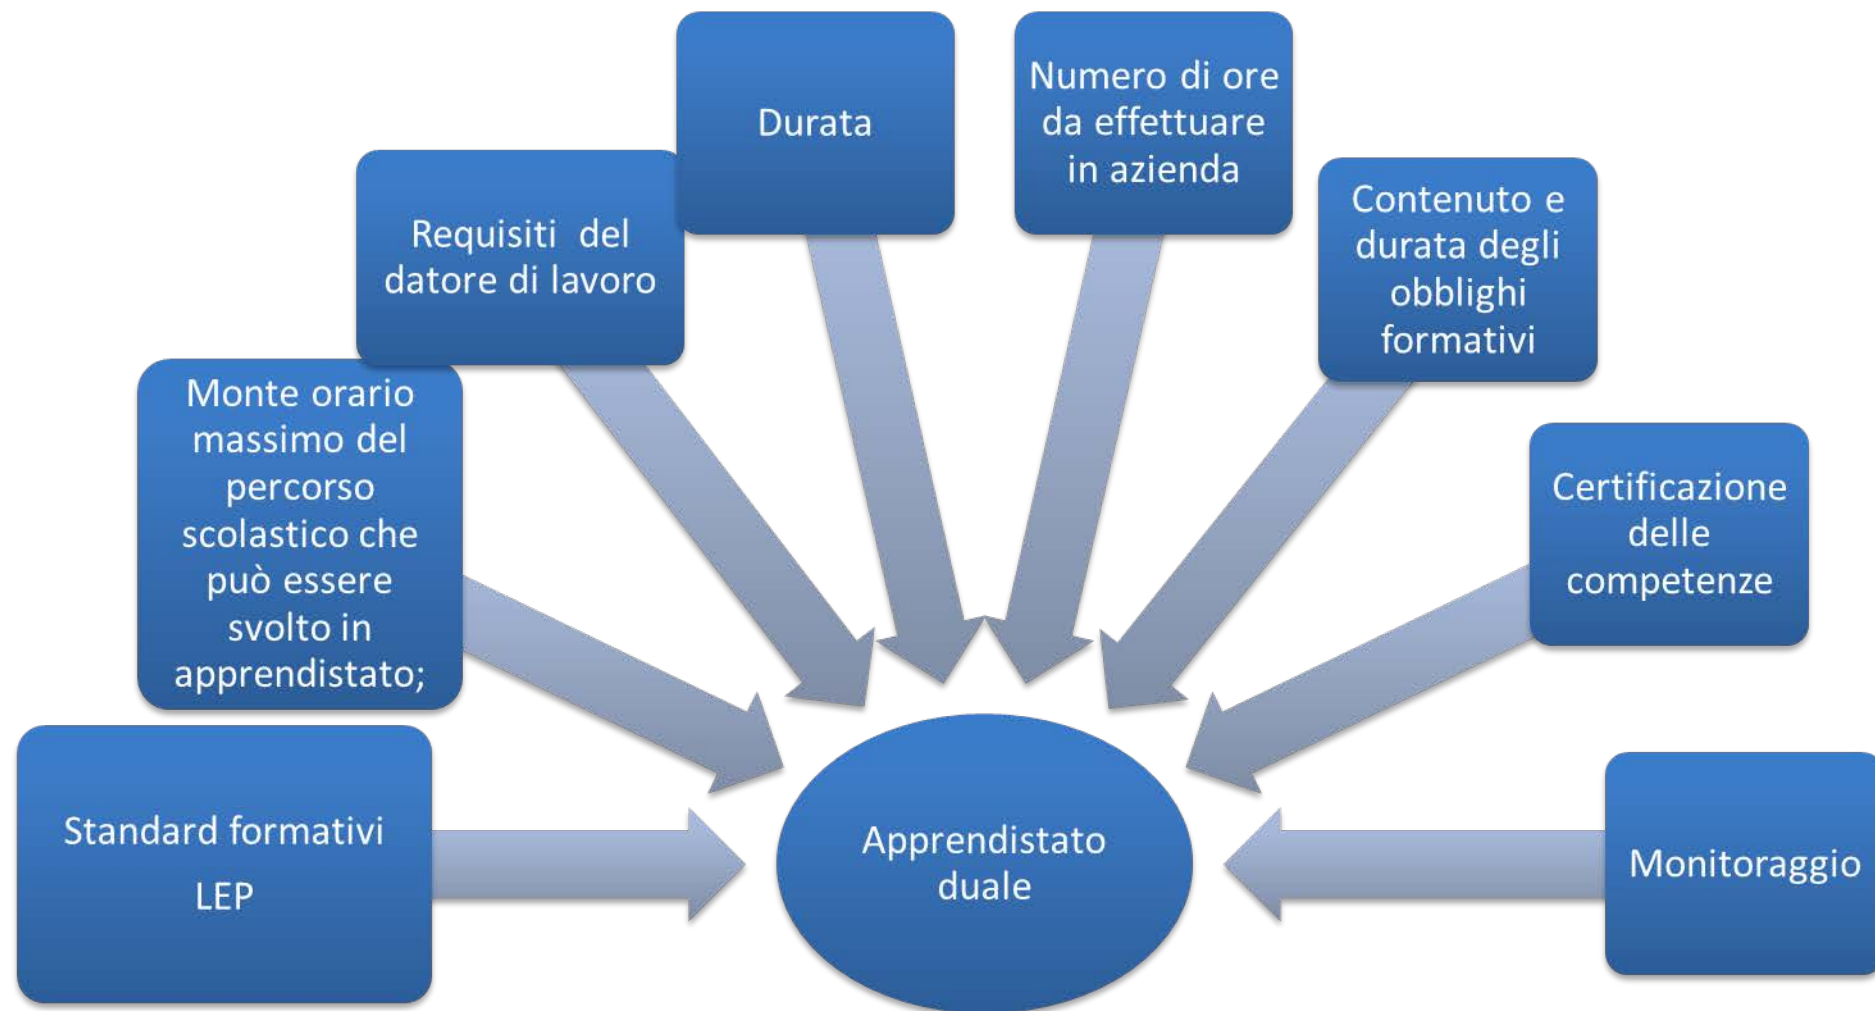 Durata
Numero di ore
da effettuare
in azienda
Requisiti del
datore di lavoro
Contenuto e
durata degli
obblighi
formativi
Monte orario
massimo del
percorso
scolastico che
può essere
svolto in
apprendistato;
Certificazione
delle
competenze
Standard formativi
LEP
Apprendistato
duale
Monitoraggio